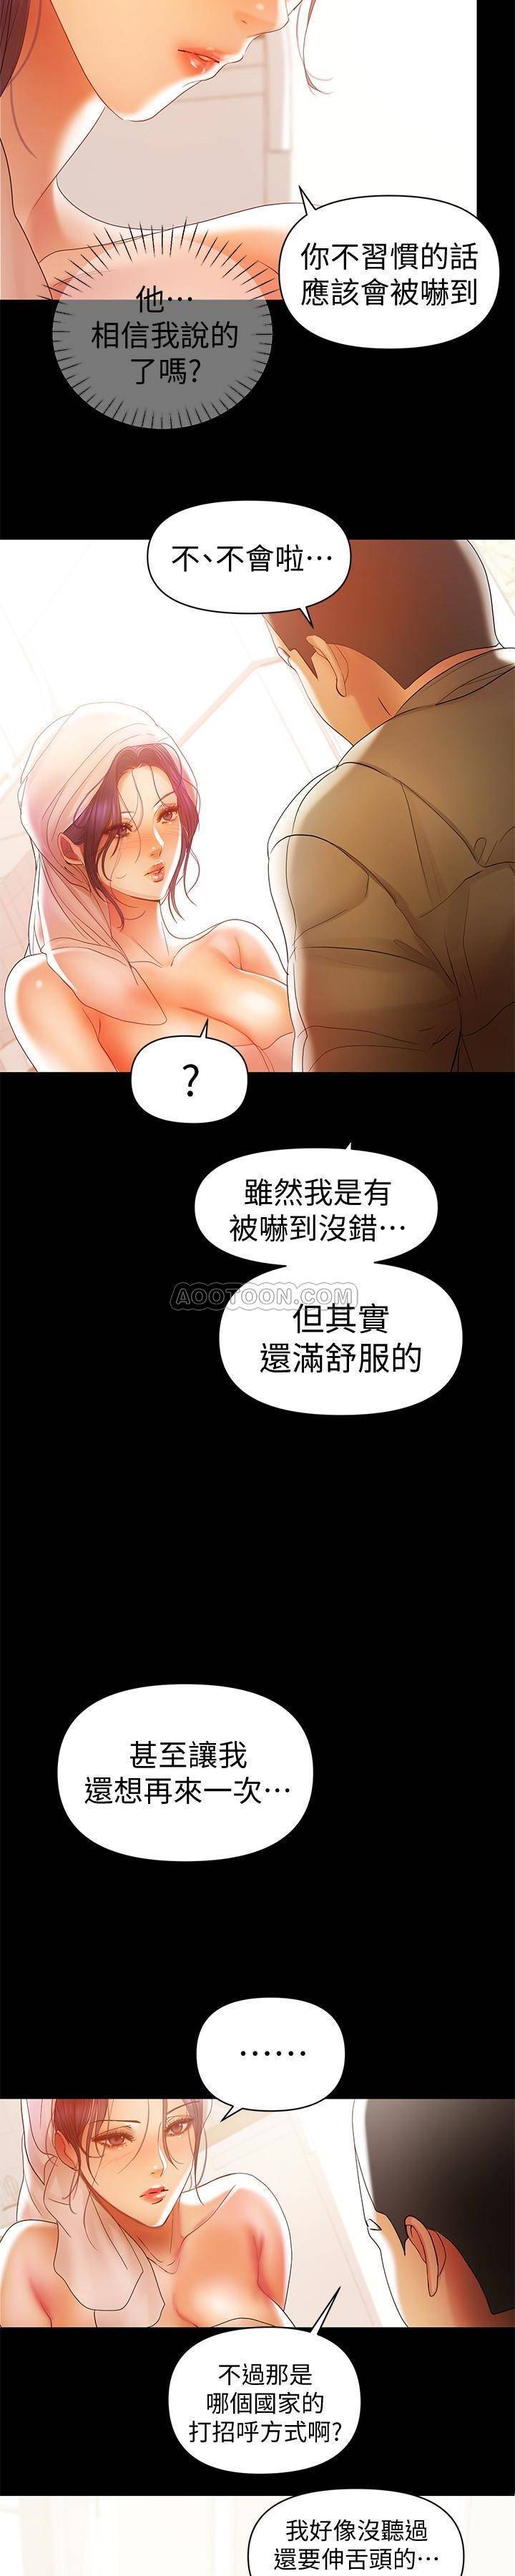 你不習慣的話
應該會被嚇到
他…
相信我說的
了嗎?
不、不會啦…
?
雖然我是有
被嚇到沒錯…
AOOTOON.COM
但其實
還滿舒服的
甚至讓我
還想再來一次…
……
不過那是
哪個國家的
打招呼方式啊?
我好像沒聽過
還要伸舌頭的…